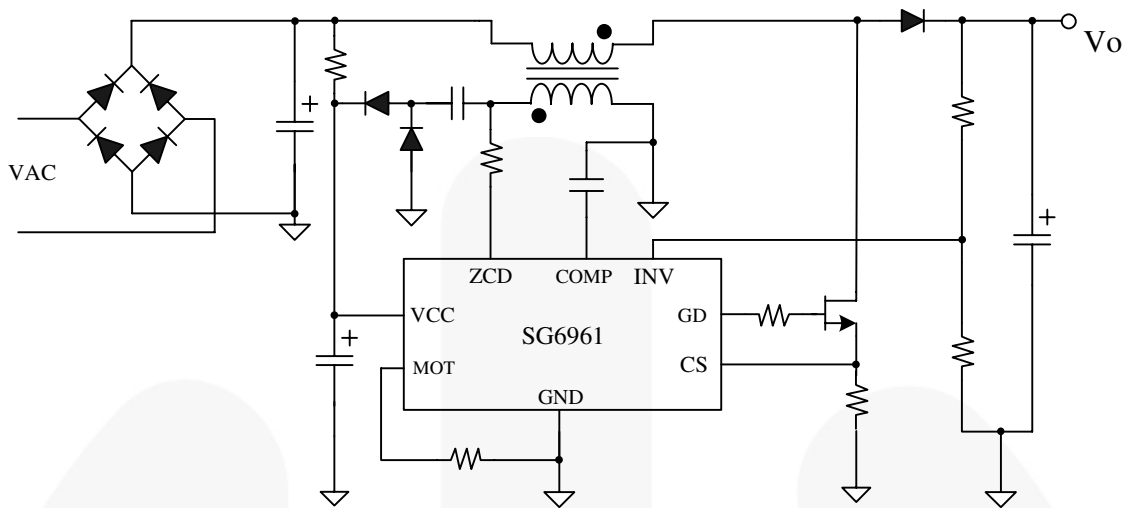 Vo
+
VAC
+
ZCD
COMP
INV
VCC
GD
SG6961
+
MOT
CS
GND